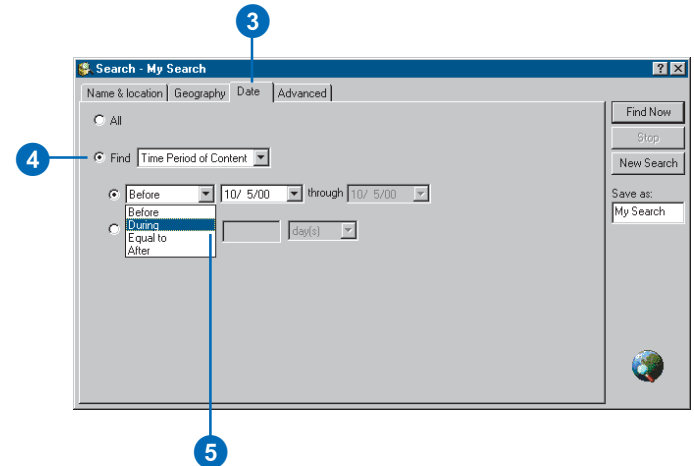 3
Search - My Search
Name & location Geography Date Advanced
All
Find Now
Stop
4
Find Time Period of Content
New Search
Before 10/ 5/00 through 10/ 5/00
Save as:
My Search
Before
During
Equal to
After
day(s)
5